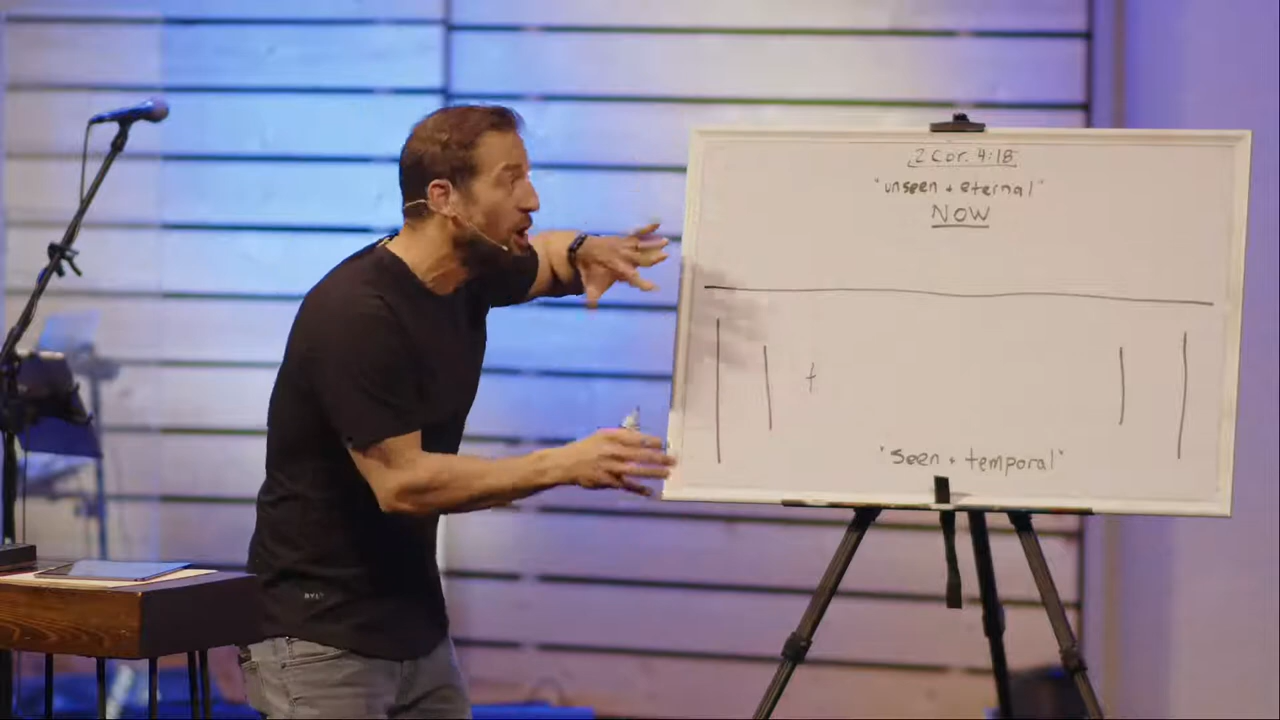 2 Cor. 4:18
"unseen + eternal"
NOW
"seen + temporal"